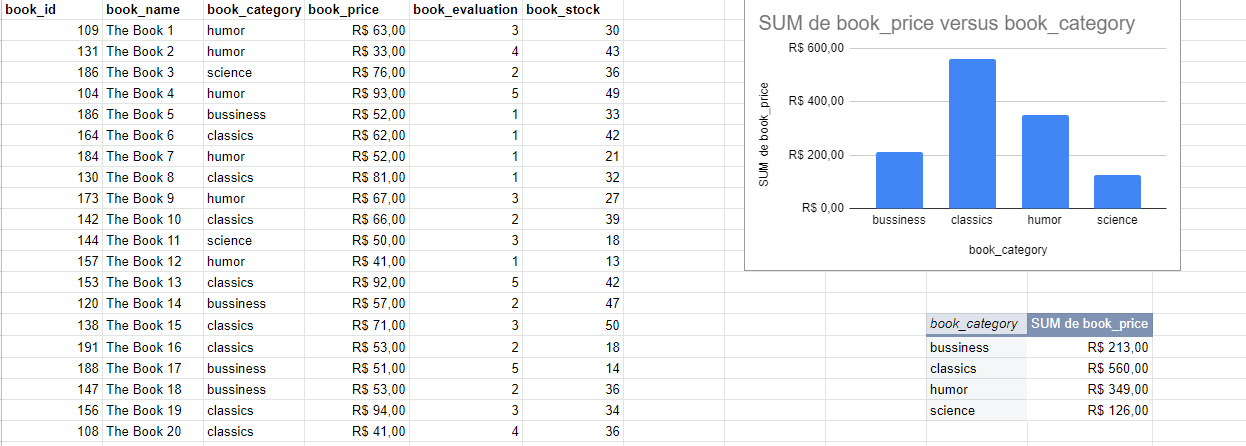 book_id book_name book_category book_price book_evaluation book_stock
109 The Book 1 humor R$ 63,00 3 30
131 The Book 2 humor R$ 33,00 4 43
186 The Book 3 science R$ 76,00 2 36
104 The Book 4 humor R$ 93,00 5 49
186 The Book 5 bussiness R$ 52,00 1 33
164 The Book 6 classics R$ 62,00 1 42
184 The Book 7 humor R$ 52,00 1 21
130 The Book 8 classics R$ 81,00 1 32
173 The Book 9 humor R$ 67,00 3 27
142 The Book 10 classics R$ 66,00 2 39
144 The Book 11 science R$ 50,00 3 18
157 The Book 12 humor R$ 41,00 1 13
153 The Book 13 classics R$ 92,00 5 42
120 The Book 14 bussiness R$ 57,00 2 47
138 The Book 15 classics R$ 71,00 3 50
191 The Book 16 classics R$ 53,00 2 18
188 The Book 17 bussiness R$ 51,00 5 14
147 The Book 18 bussiness R$ 53,00 2 36
156 The Book 19 classics R$ 94,00 3 34
108 The Book 20 classics R$ 41,00 4 36
SUM de book_price versus book_category
SUM de book_price
R$ 600,00
R$ 400,00
R$ 200,00
R$ 0,00
bussiness classics humor science
book_category
book_category SUM de book_price
bussiness R$ 213,00
classics R$ 560,00
humor R$ 349,00
science R$ 126,00